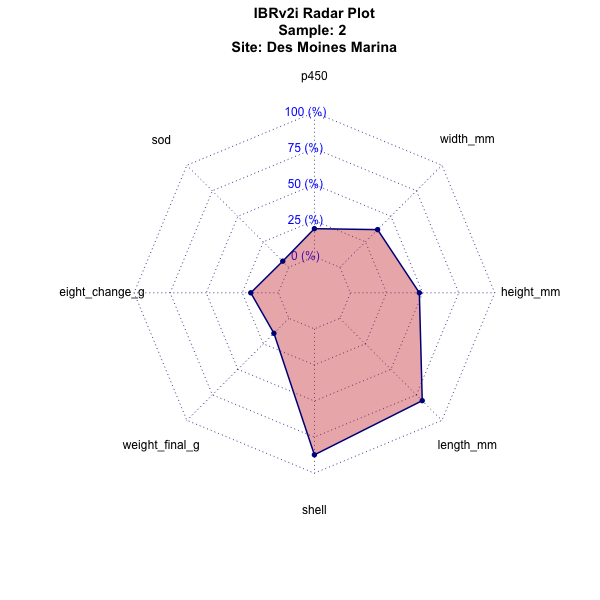 IBRv2i Radar Plot
Sample: 2
Site: Des Moines Marina
p450
100 (%)
sod
width_mm
75 (%)
50 (%)
25 (%)
0 (%)
eight_change_g
height_mm
weight_final_g
length_mm
shell